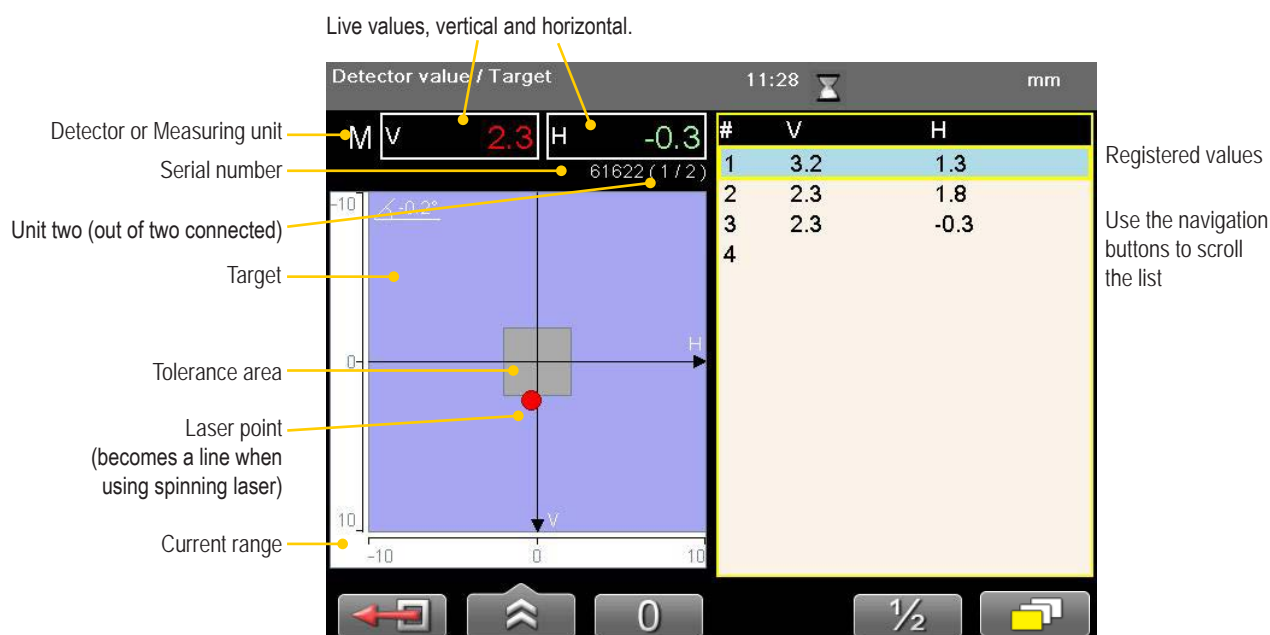 Live values, vertical and horizontal.
Detector value / Target 11:28 mm
Detector or Measuring unit
M V 2.3 H -0.3
Serial number
61622 (1/2)
Unit two (out of two connected)
-10
-0.2°
Target
H
0
Tolerance area
Laser point
(becomes a line when
using spinning laser)
10
V
Current range
-10 0 10
# V H
1 3.2 1.3
2 2.3 1.8
3 2.3 -0.3
4
Registered values
Use the navigation
buttons to scroll
the list
0
½